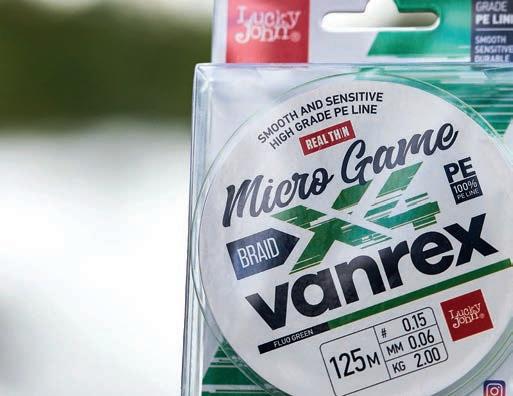 Lucky
John®
GRADE
PE LINE
SMOOTH
SENSITIVE
DURABLE
SMOOTH AND SENSITIVE
HIGH GRADE PE LINE
REAL THIN
Micro Game
X4
PE
100%
PE LINE
BRAID
vanrex
FLUO GREEN
125M
# 0.15
MM 0.06
KG 2.00
Lucky
John®